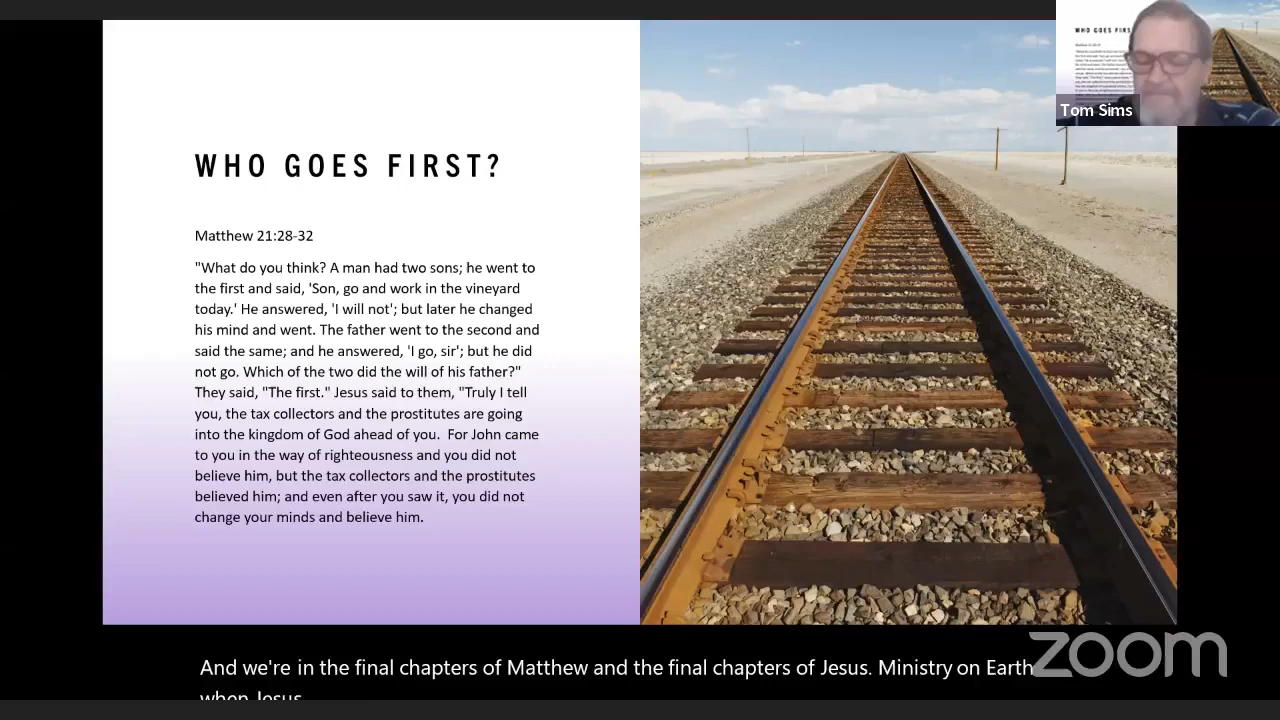 WHO GOES FIRST?
Matthew 21:28-32
"What do you think? A man had two sons; he went to
the first and said, 'Son, go and work in the vineyard
today.' He answered, 'I will not'; but later he changed
his mind and went. The father went to the second and
said the same; and he answered, 'I go, sir'; but he did
not go. Which of the two did the will of his father?"
They said, "The first." Jesus said to them, "Truly I tell
you, the tax collectors and the prostitutes are going
into the kingdom of God ahead of you.  For John came
to you in the way of righteousness and you did not
believe him, but the tax collectors and the prostitutes
believed him; and even after you saw it, you did not
change your minds and believe him.
WHO GOES FIRS
Tom Sims
And we're in the final chapters of Matthew and the final chapters of Jesus. Ministry on Earth
when Jesus
zoom